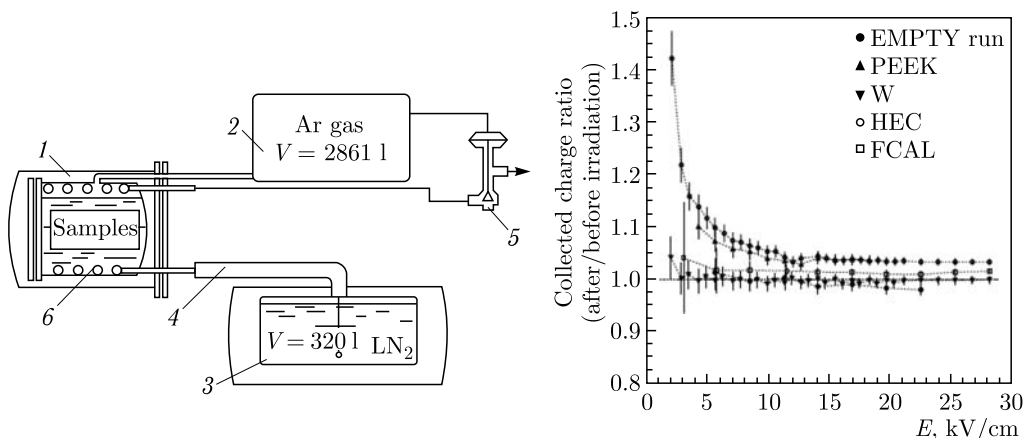 1
2
Ar gas
V = 2861 l
Samples
5
6
4
V = 320 l
LN2
3
Collected charge ratio
(after/before irradiation)
1.5
1.4
1.3
1.2
1.1
1.0
0.9
0.8
EMPTY run
PEEK
W
HEC
FCAL
0
5
10
15
20
25
30
E, kV/cm